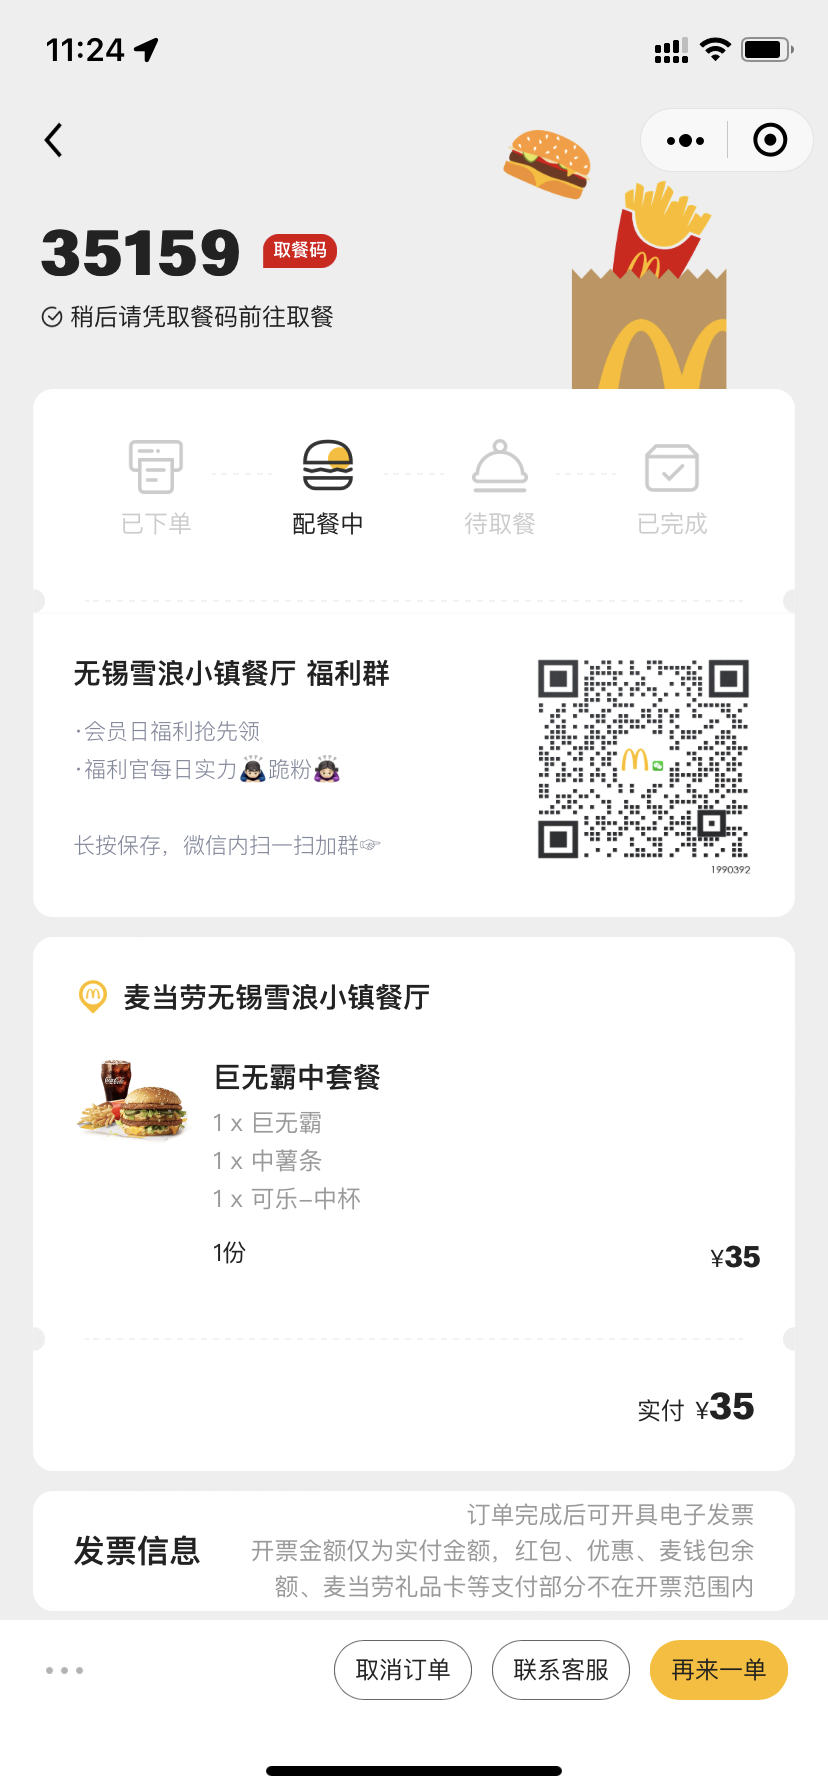 11:24
35159 取餐码
稍后请凭取餐码前往取餐
已下单 配餐中 待取餐 已完成
无锡雪浪小镇餐厅 福利群
·会员日福利抢先领
·福利官每日实力🙇🏻‍♂️跪粉🙇🏻‍♀️
长按保存，微信内扫一扫加群☞
1990392
麦当劳无锡雪浪小镇餐厅
巨无霸中套餐
1 x 巨无霸
1 x 中薯条
1 x 可乐-中杯
1份 ¥35
实付 ¥35
发票信息
订单完成后可开具电子发票
开票金额仅为实付金额，红包、优惠、麦钱包余
额、麦当劳礼品卡等支付部分不在开票范围内
取消订单 联系客服 再来一单